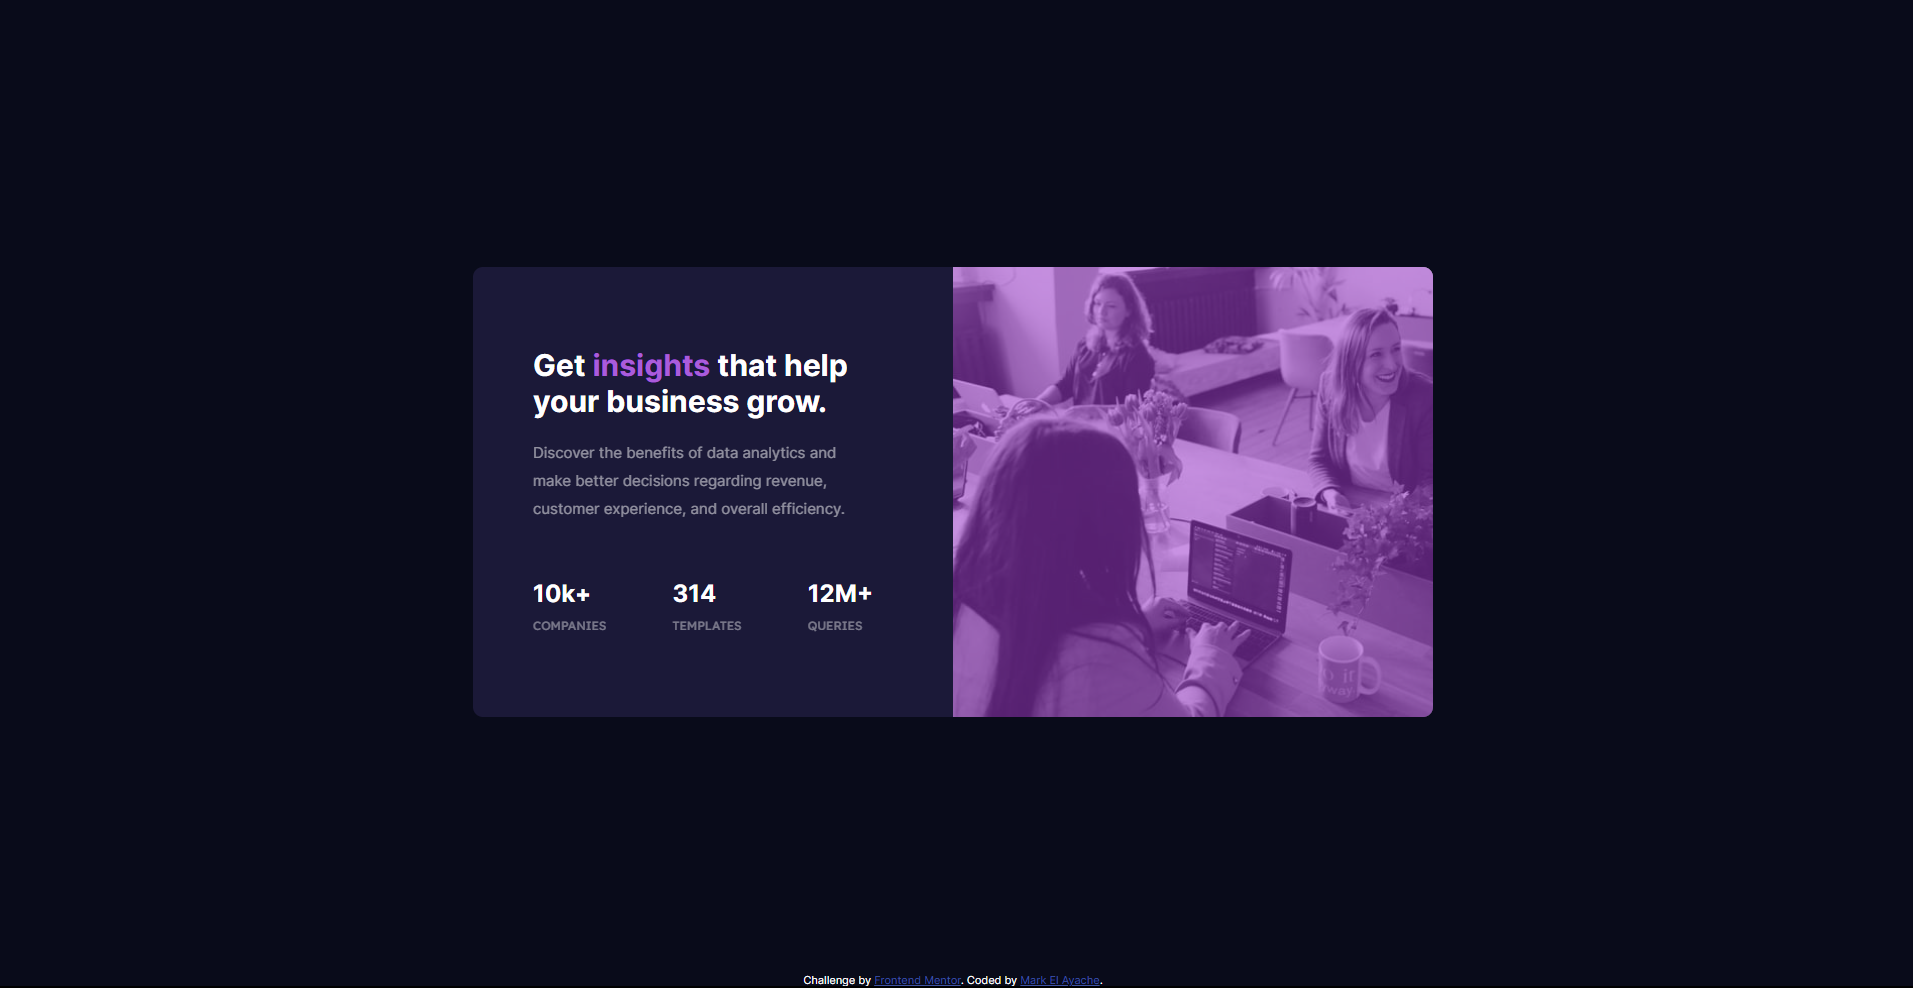 Get insights that help
your business grow.
Discover the benefits of data analytics and
make better decisions regarding revenue,
customer experience, and overall efficiency.
10k+ 314 12M+
COMPANIES TEMPLATES QUERIES
Challenge by Frontend Mentor. Coded by Mark El Ayache.